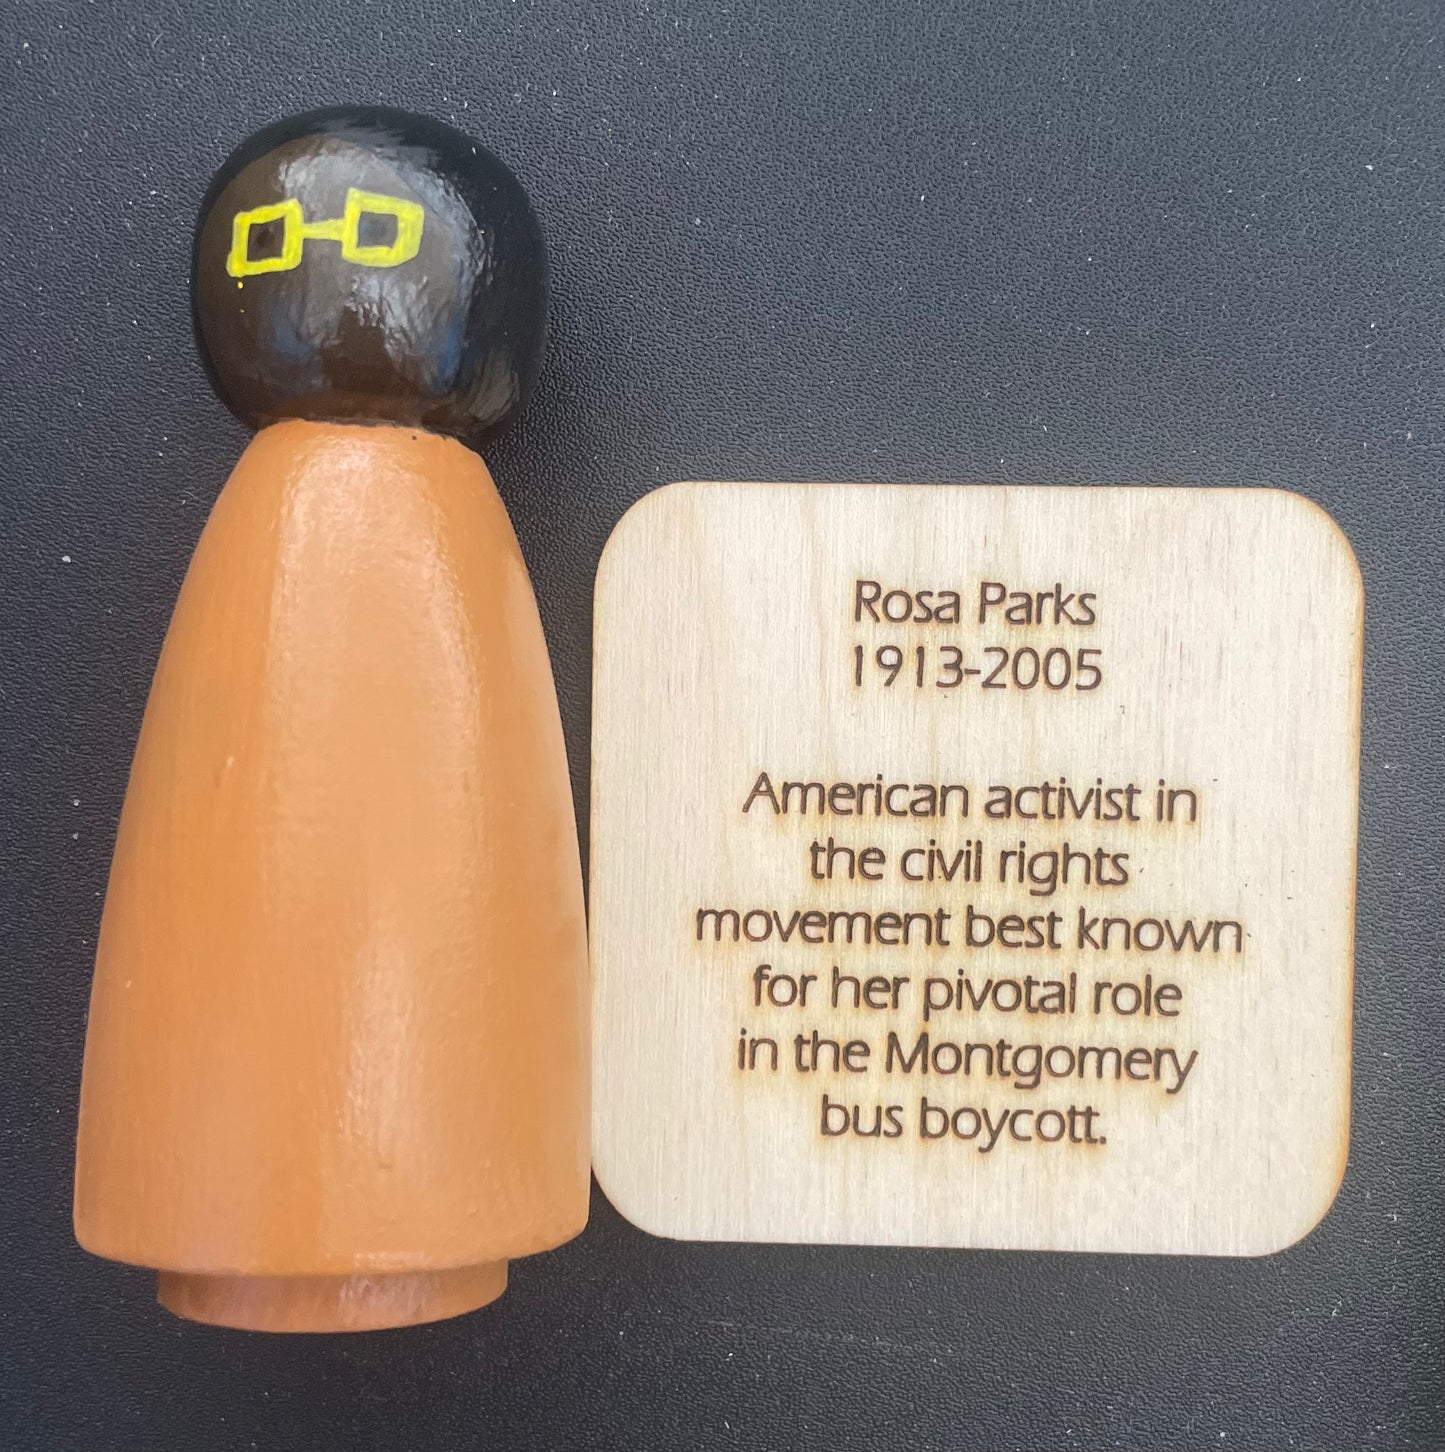 Rosa Parks
1913-2005
American activist in
the civil rights
movement best known
for her pivotal role
in the Montgomery
bus boycott.